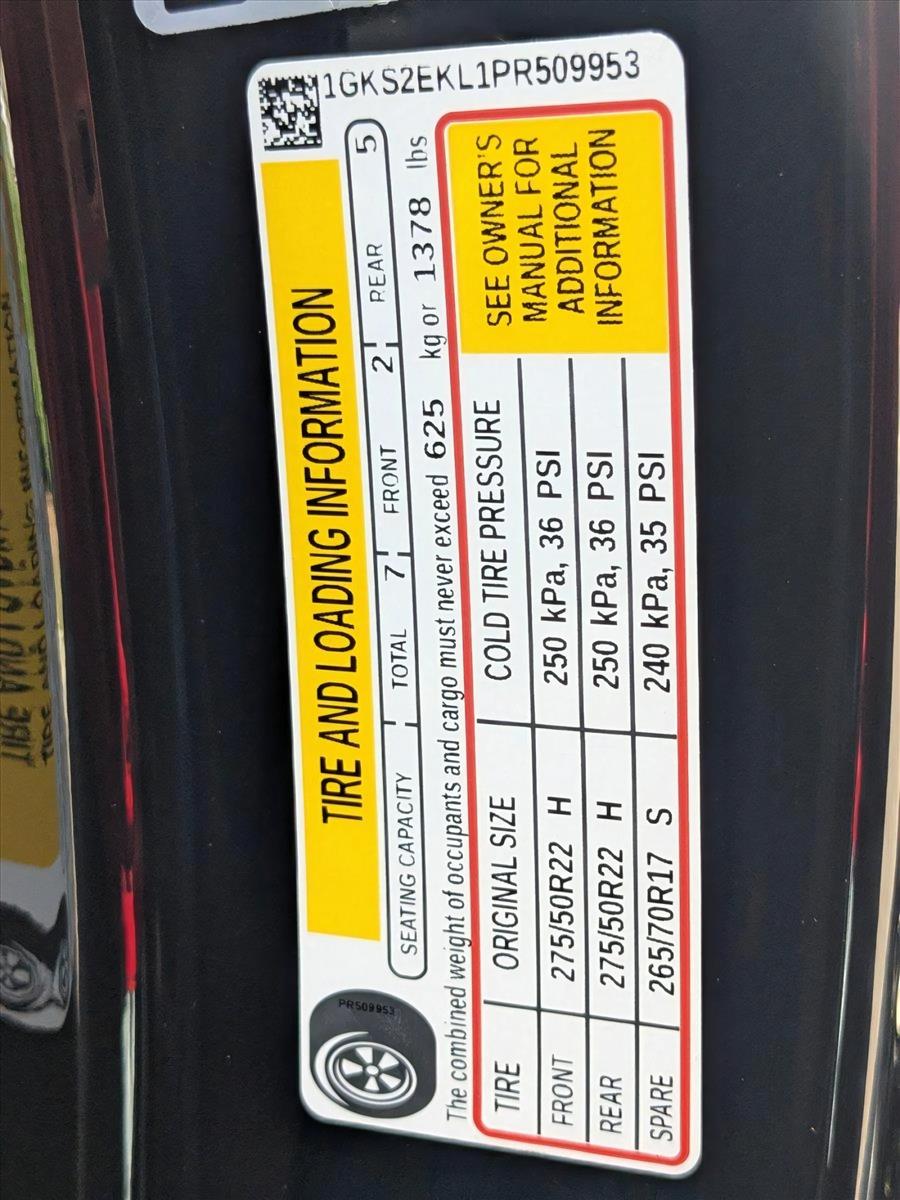 1GKS2EKL1PR509953
TIRE AND LOADING INFORMATION
SEATING CAPACITY TOTAL 7 FRONT 2 REAR 5
The combined weight of occupants and cargo must never exceed 625 kg or 1378 lbs
TIRE ORIGINAL SIZE COLD TIRE PRESSURE
FRONT 275/50R22 H 250 kPa, 36 PSI
REAR 275/50R22 H 250 kPa, 36 PSI
SPARE 265/70R17 S 240 kPa, 35 PSI
SEE OWNER'S
MANUAL FOR
ADDITIONAL
INFORMATION
PR509953